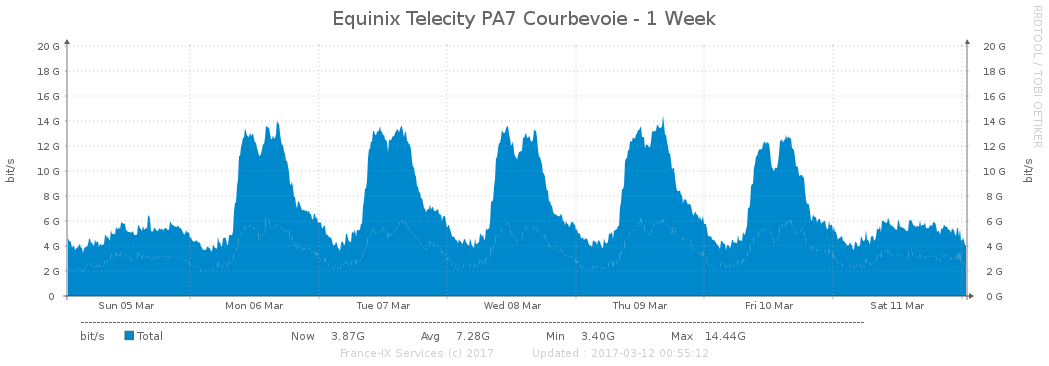 Equinix Telecity PA7 Courbevoie - 1 Week
RRDTOOL / TOBI OETIKER
20 G 20 G
18 G 18 G
16 G 16 G
14 G 14 G
12 G 12 G
10 G 10 G
8 G 8 G
6 G 6 G
4 G 4 G
2 G 2 G
0 0 G
bit/s bit/s
Sun 05 Mar Mon 06 Mar Tue 07 Mar Wed 08 Mar Thu 09 Mar Fri 10 Mar Sat 11 Mar
bit/s Total Now 3.87G Avg 7.28G Min 3.40G Max 14.44G
France-IX Services (c) 2017 Updated : 2017-03-12 00:55:12